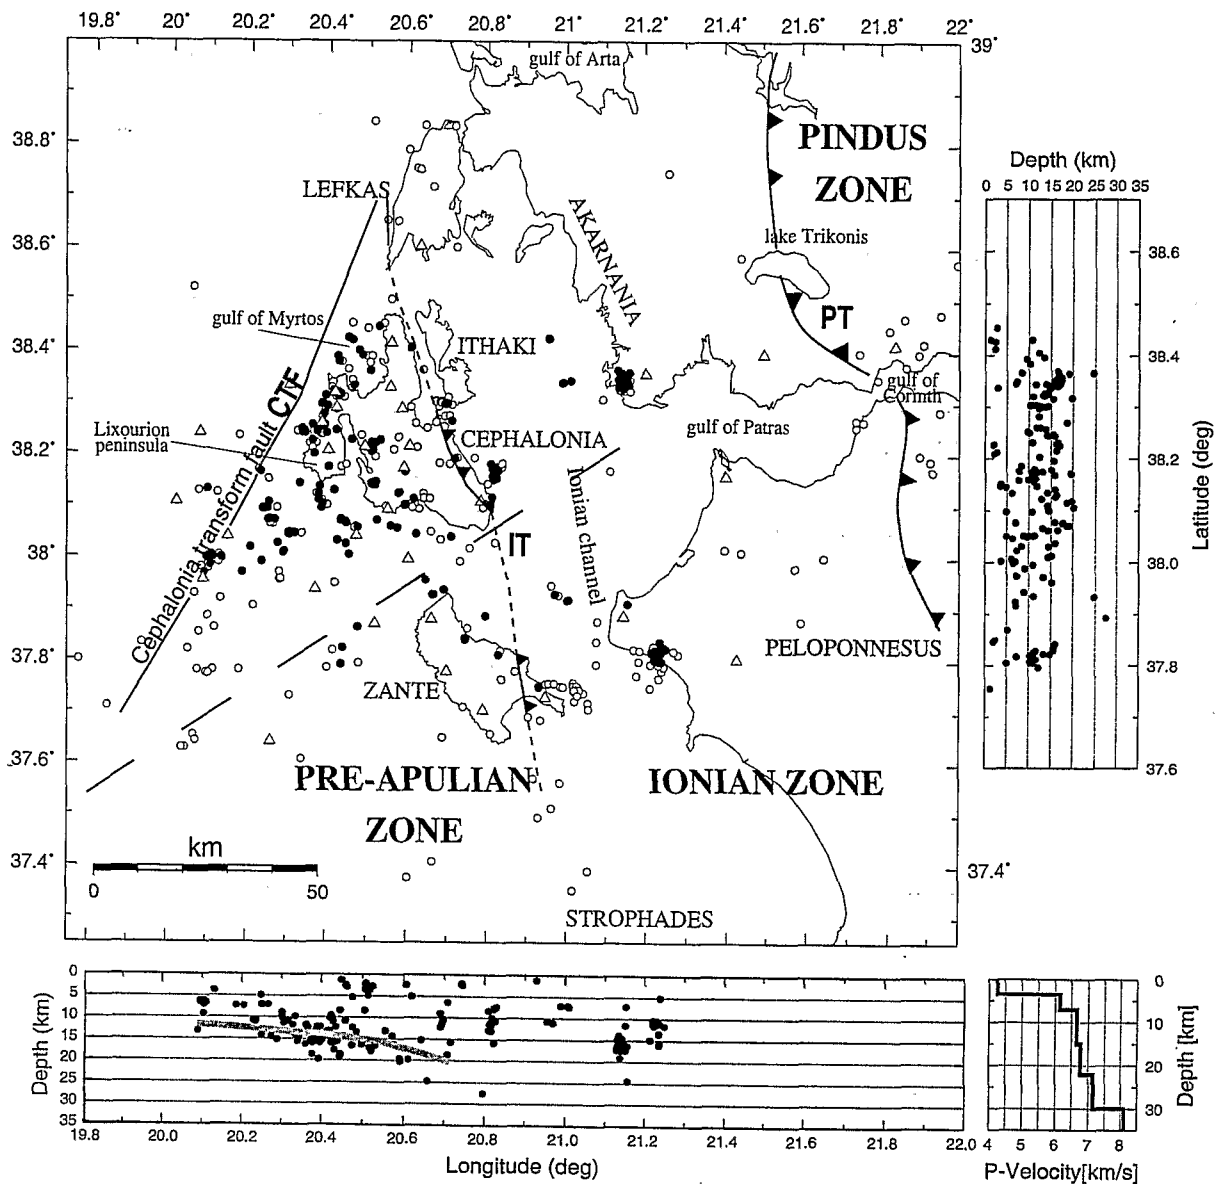 19.8° 20° 20.2° 20.4° 20.6° 20.8° 21° 21.2° 21.4° 21.6° 21.8° 22
39°
gulf of Arta
38.8°
PINDUS
ZONE
LEFKAS
AKARNANIA
lake Trikonis
38.6°
gulf of Myrtos
PT
38.4°
ITHAKI
gulf of
Corinth
CTF
Lixourion
peninsula
38.2°
CEPHALONIA
gulf of Patras
Cephalonia transform fault
Ionian channel
IT
38°
PELOPONNESUS
37.8°
ZANTE
37.6°
PRE-APULIAN
ZONE
IONIAN ZONE
km
37.4°
37.4°
0 50
STROPHADES
Depth (km)
0 5 10 15 20 25 30 35
38.6
38.4
38.2
38.0
37.8
37.6
Latitude (deg)
0
5
10
15
20
25
30
35
Depth (km)
19.8 20.0 20.2 20.4 20.6 20.8 21.0 21.2 21.4 21.6 21.8 22.0
Longitude (deg)
0
10
20
30
Depth [km]
4 5 6 7 8
P-Velocity[km/s]